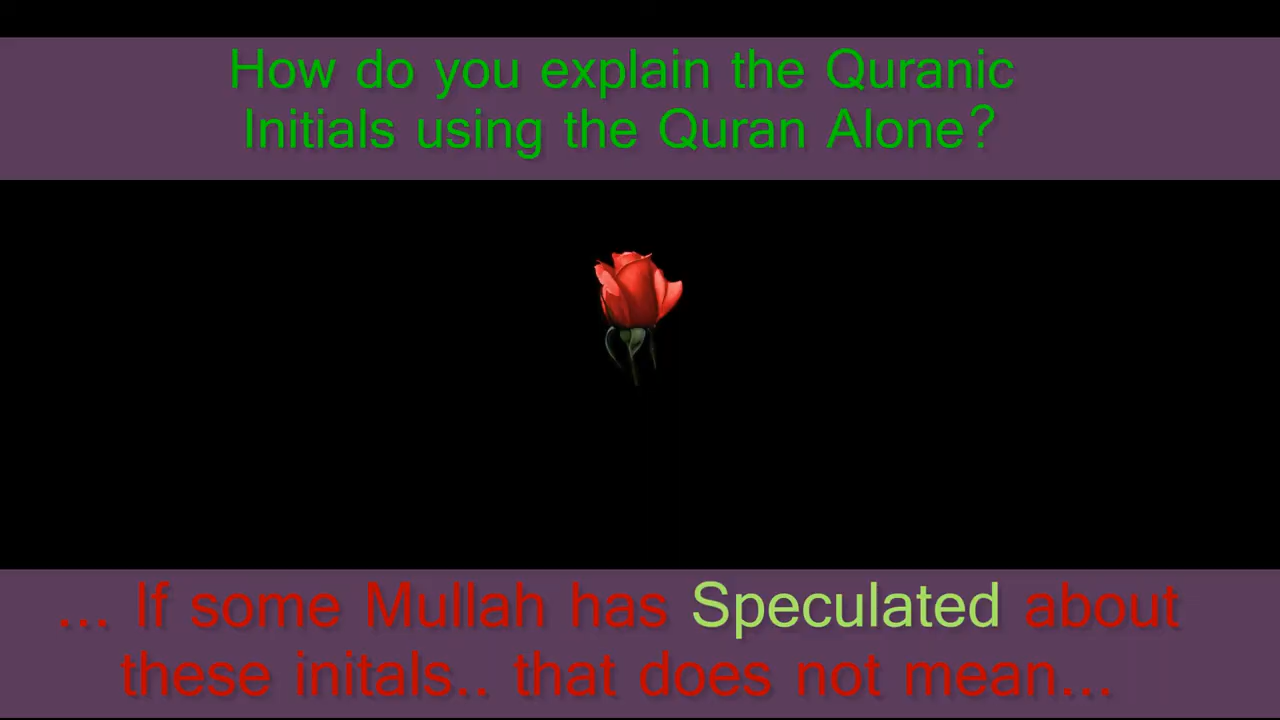 How do you explain the Quranic
Initials using the Quran Alone?
... If some Mullah has Speculated about
these initals.. that does not mean...